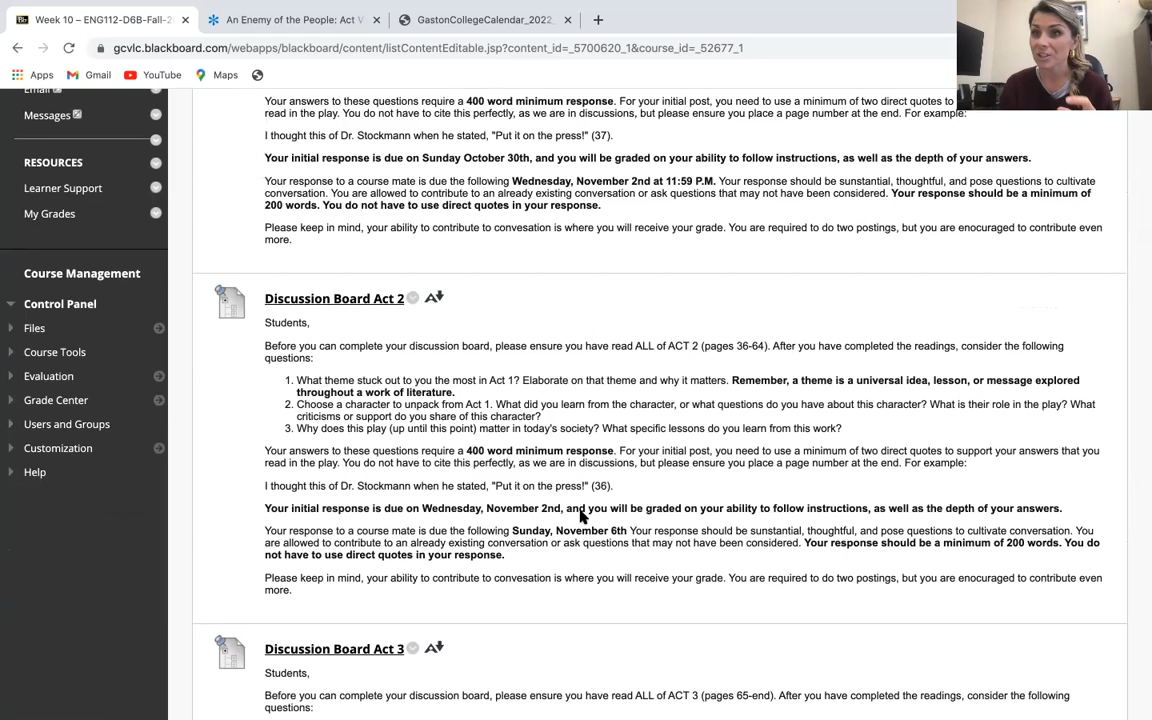 Week 10 – ENG112-D6B-Fall-2
An Enemy of the People: Act V
GastonCollegeCalendar_2022_
gcvlc.blackboard.com/webapps/blackboard/content/listContentEditable.jsp?content_id=_5700620_1&course_id=_52677_1
Apps
Gmail
YouTube
Maps
Email
Messages
RESOURCES
Learner Support
My Grades
Course Management
Control Panel
Files
Course Tools
Evaluation
Grade Center
Users and Groups
Customization
Help
Your answers to these questions require a 400 word minimum response. For your initial post, you need to use a minimum of two direct quotes to
read in the play. You do not have to cite this perfectly, as we are in discussions, but please ensure you place a page number at the end. For example:
I thought this of Dr. Stockmann when he stated, "Put it on the press!" (37).
Your initial response is due on Sunday October 30th, and you will be graded on your ability to follow instructions, as well as the depth of your answers.
Your response to a course mate is due the following Wednesday, November 2nd at 11:59 P.M. Your response should be sunstantial, thoughtful, and pose questions to cultivate
conversation. You are allowed to contribute to an already existing conversation or ask questions that may not have been considered. Your response should be a minimum of
200 words. You do not have to use direct quotes in your response.
Please keep in mind, your ability to contribute to convesation is where you will receive your grade. You are required to do two postings, but you are enocuraged to contribute even
more.
Discussion Board Act 2
Students,
Before you can complete your discussion board, please ensure you have read ALL of ACT 2 (pages 36-64). After you have completed the readings, consider the following
questions:
1. What theme stuck out to you the most in Act 1? Elaborate on that theme and why it matters. Remember, a theme is a universal idea, lesson, or message explored
throughout a work of literature.
2. Choose a character to unpack from Act 1. What did you learn from the character, or what questions do you have about this character? What is their role in the play? What
criticisms or support do you share of this character?
3. Why does this play (up until this point) matter in today's society? What specific lessons do you learn from this work?
Your answers to these questions require a 400 word minimum response. For your initial post, you need to use a minimum of two direct quotes to support your answers that you
read in the play. You do not have to cite this perfectly, as we are in discussions, but please ensure you place a page number at the end. For example:
I thought this of Dr. Stockmann when he stated, "Put it on the press!" (36).
Your initial response is due on Wednesday, November 2nd, and you will be graded on your ability to follow instructions, as well as the depth of your answers.
Your response to a course mate is due the following Sunday, November 6th Your response should be sunstantial, thoughtful, and pose questions to cultivate conversation. You
are allowed to contribute to an already existing conversation or ask questions that may not have been considered. Your response should be a minimum of 200 words. You do
not have to use direct quotes in your response.
Please keep in mind, your ability to contribute to convesation is where you will receive your grade. You are required to do two postings, but you are enocuraged to contribute even
more.
Discussion Board Act 3
Students,
Before you can complete your discussion board, please ensure you have read ALL of ACT 3 (pages 65-end). After you have completed the readings, consider the following
questions: